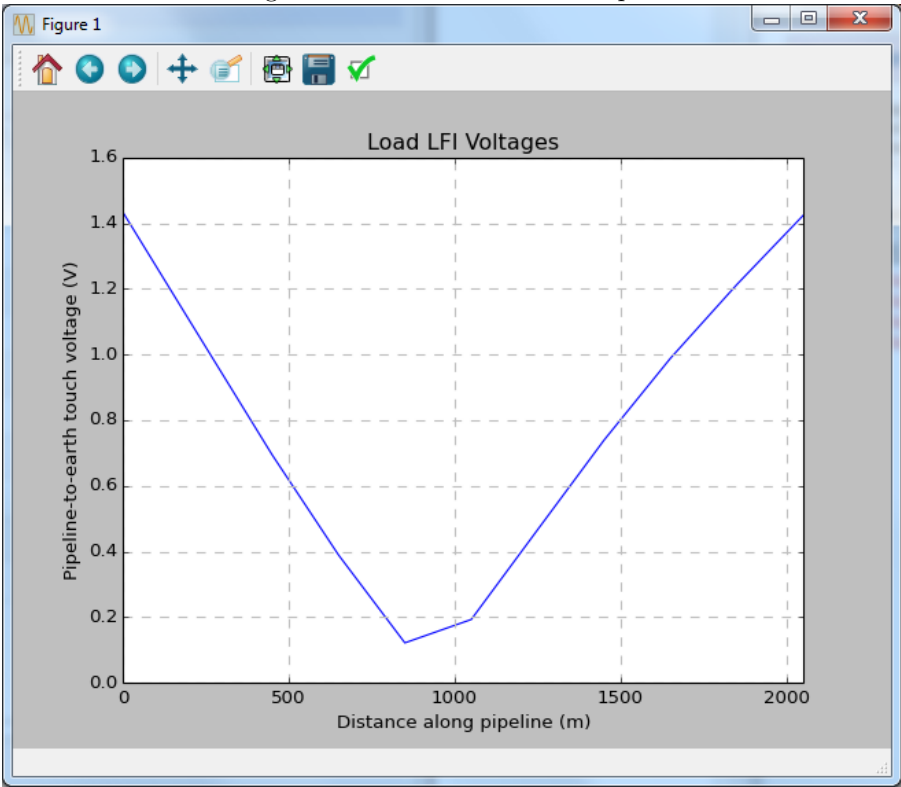 Figure 1
Load LFI Voltages
1.6
1.4
1.2
1.0
0.8
0.6
0.4
0.2
0.0
Pipeline-to-earth touch voltage (V)
0 500 1000 1500 2000
Distance along pipeline (m)